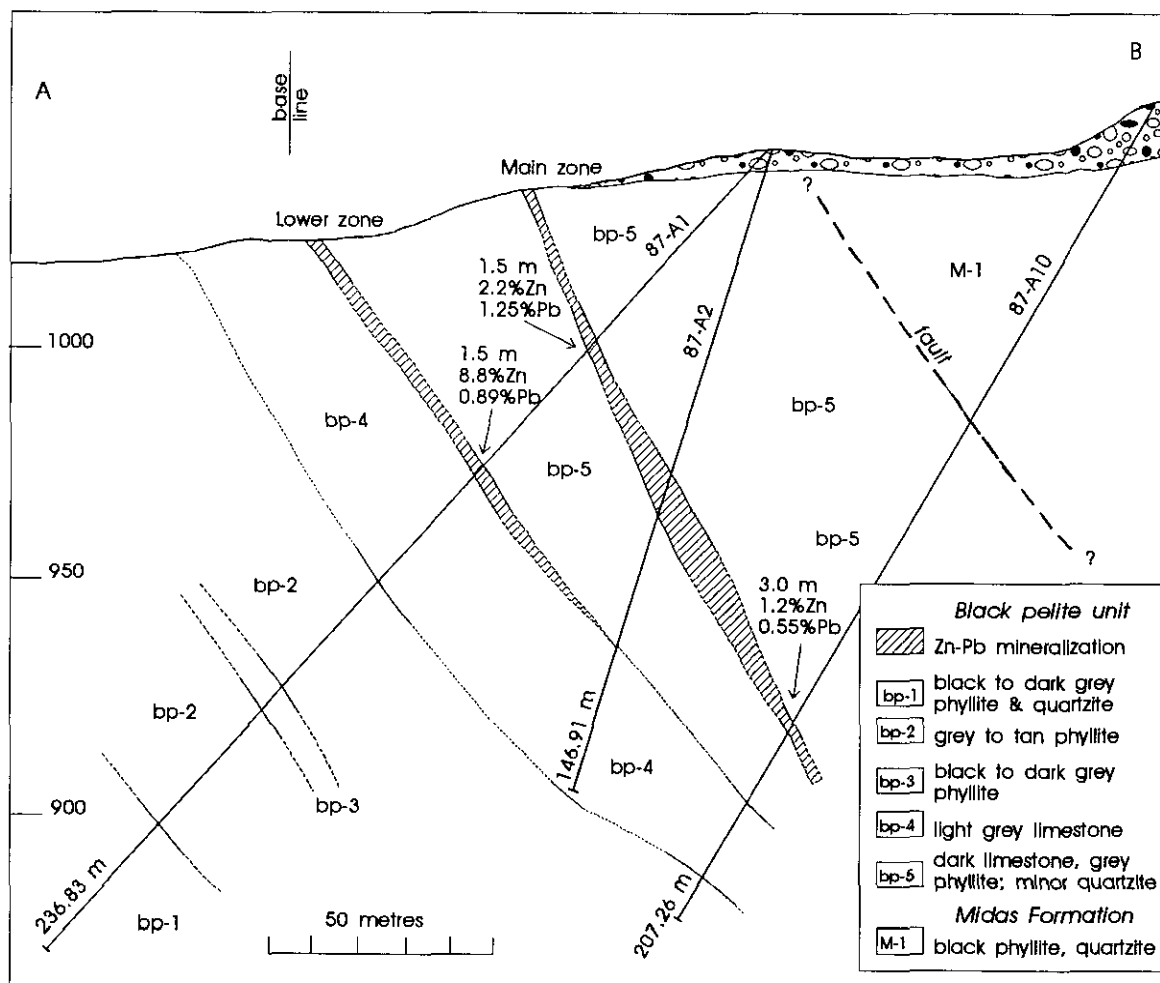 A
B
base
line
Main zone
Lower zone
bp-5
87-A1
87-A2
87-A10
M-1
?
1.5 m
2.2%Zn
1.25%Pb
1000
1.5 m
8.8%Zn
0.89%Pb
fault
bp-4
bp-5
bp-5
bp-5
?
950
bp-2
3.0 m
1.2%Zn
0.55%Pb
bp-2
bp-3
146.91 m
bp-4
900
236.83 m
bp-1
50 metres
207.26 m
Black pelite unit
Zn-Pb mineralization
bp-1 black to dark grey
phyllite & quartzite
bp-2 grey to tan phyllite
bp-3 black to dark grey
phyllite
bp-4 light grey limestone
bp-5 dark limestone, grey
phyllite; minor quartzite
Midas Formation
M-1 black phyllite, quartzite